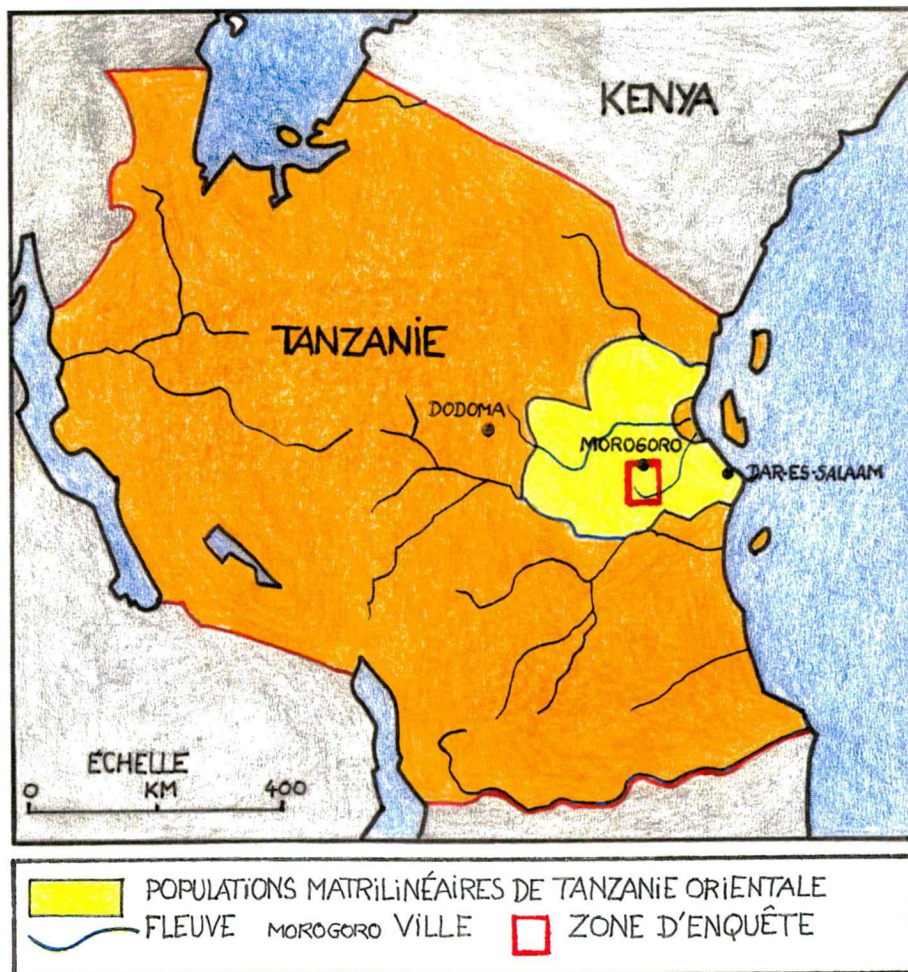 KENYA
TANZANIE
DODOMA
MOROGORO
DAR-ES-SALAAM
ÉCHELLE
0 KM 400
POPULATIONS MATRILINÉAIRES DE TANZANIE ORIENTALE
FLEUVE MOROGORO VILLE ZONE D'ENQUÊTE